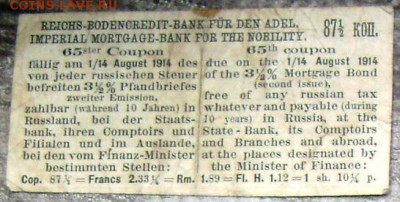 CAMMONETA.RU
REICHS-BODENCREDIT-BANK FÜR DEN ADEL.
IMPERIAL MORTGAGE-BANK FOR THE NOBILITY.
87½ КОП.
65ster Coupon
fällig am 1/14 August 1914 des
von jeder russischen Steuer
befreiten 3½% Pfandbriefes
zweiter Emission,
zahlbar (während 10 Jahren) in
Russland, bei der Staats-
bank, ihren Comptoirs und
Filialen und im Auslande,
bei den vom Finanz-Minister
bestimmten Stellen:
65th coupon
due on the 1/14 August 1914
of the 3½% Mortgage Bond
(second issue),
free of any russian tax
whatever and payable (during
10 years) in Russia, at the
State-Bank, its Comptoirs
and Branches and abroad,
at the places designated
by the Minister of Finance:
Cop. 87½ = Francs 2.33⅓ = Rm. 1.89 = Fl. H. 1.12 = 1 sh. 10¼ p.